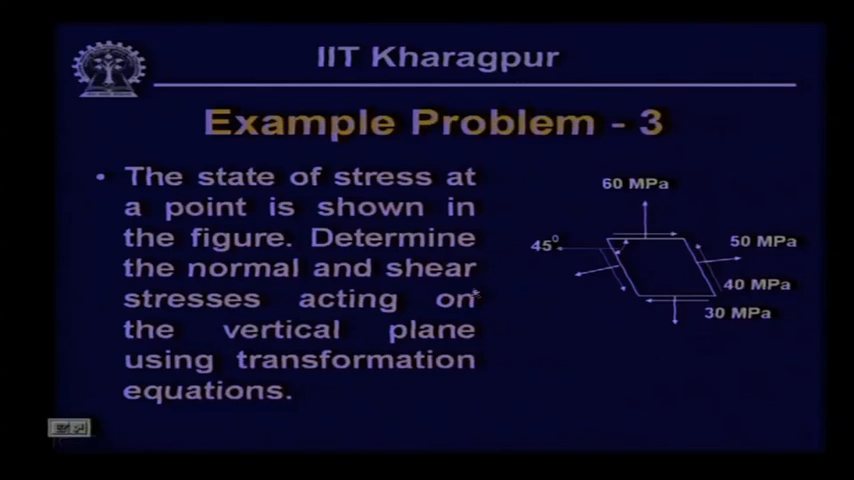 IIT Kharagpur
Example Problem - 3
• The state of stress at
a point is shown in
the figure. Determine
the normal and shear
stresses acting on
the vertical plane
using transformation
equations.
60 MPa
45⁰
50 MPa
40 MPa
30 MPa